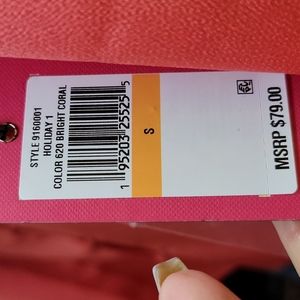 STYLE 9160001
HOLIDAY 1
COLOR 620 BRIGHT CORAL
1 95203 25525 5
S
MSRP $79.00